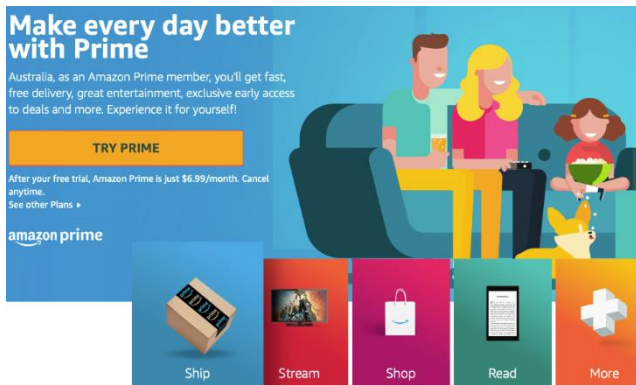 Make every day better
with Prime
Australia, as an Amazon Prime member, you'll get fast,
free delivery, great entertainment, exclusive early access
to deals and more. Experience it for yourself!
TRY PRIME
After your free trial, Amazon Prime is just $6.99/month. Cancel
anytime.
See other Plans ▸
amazon prime
Ship
Stream
Shop
Read
More